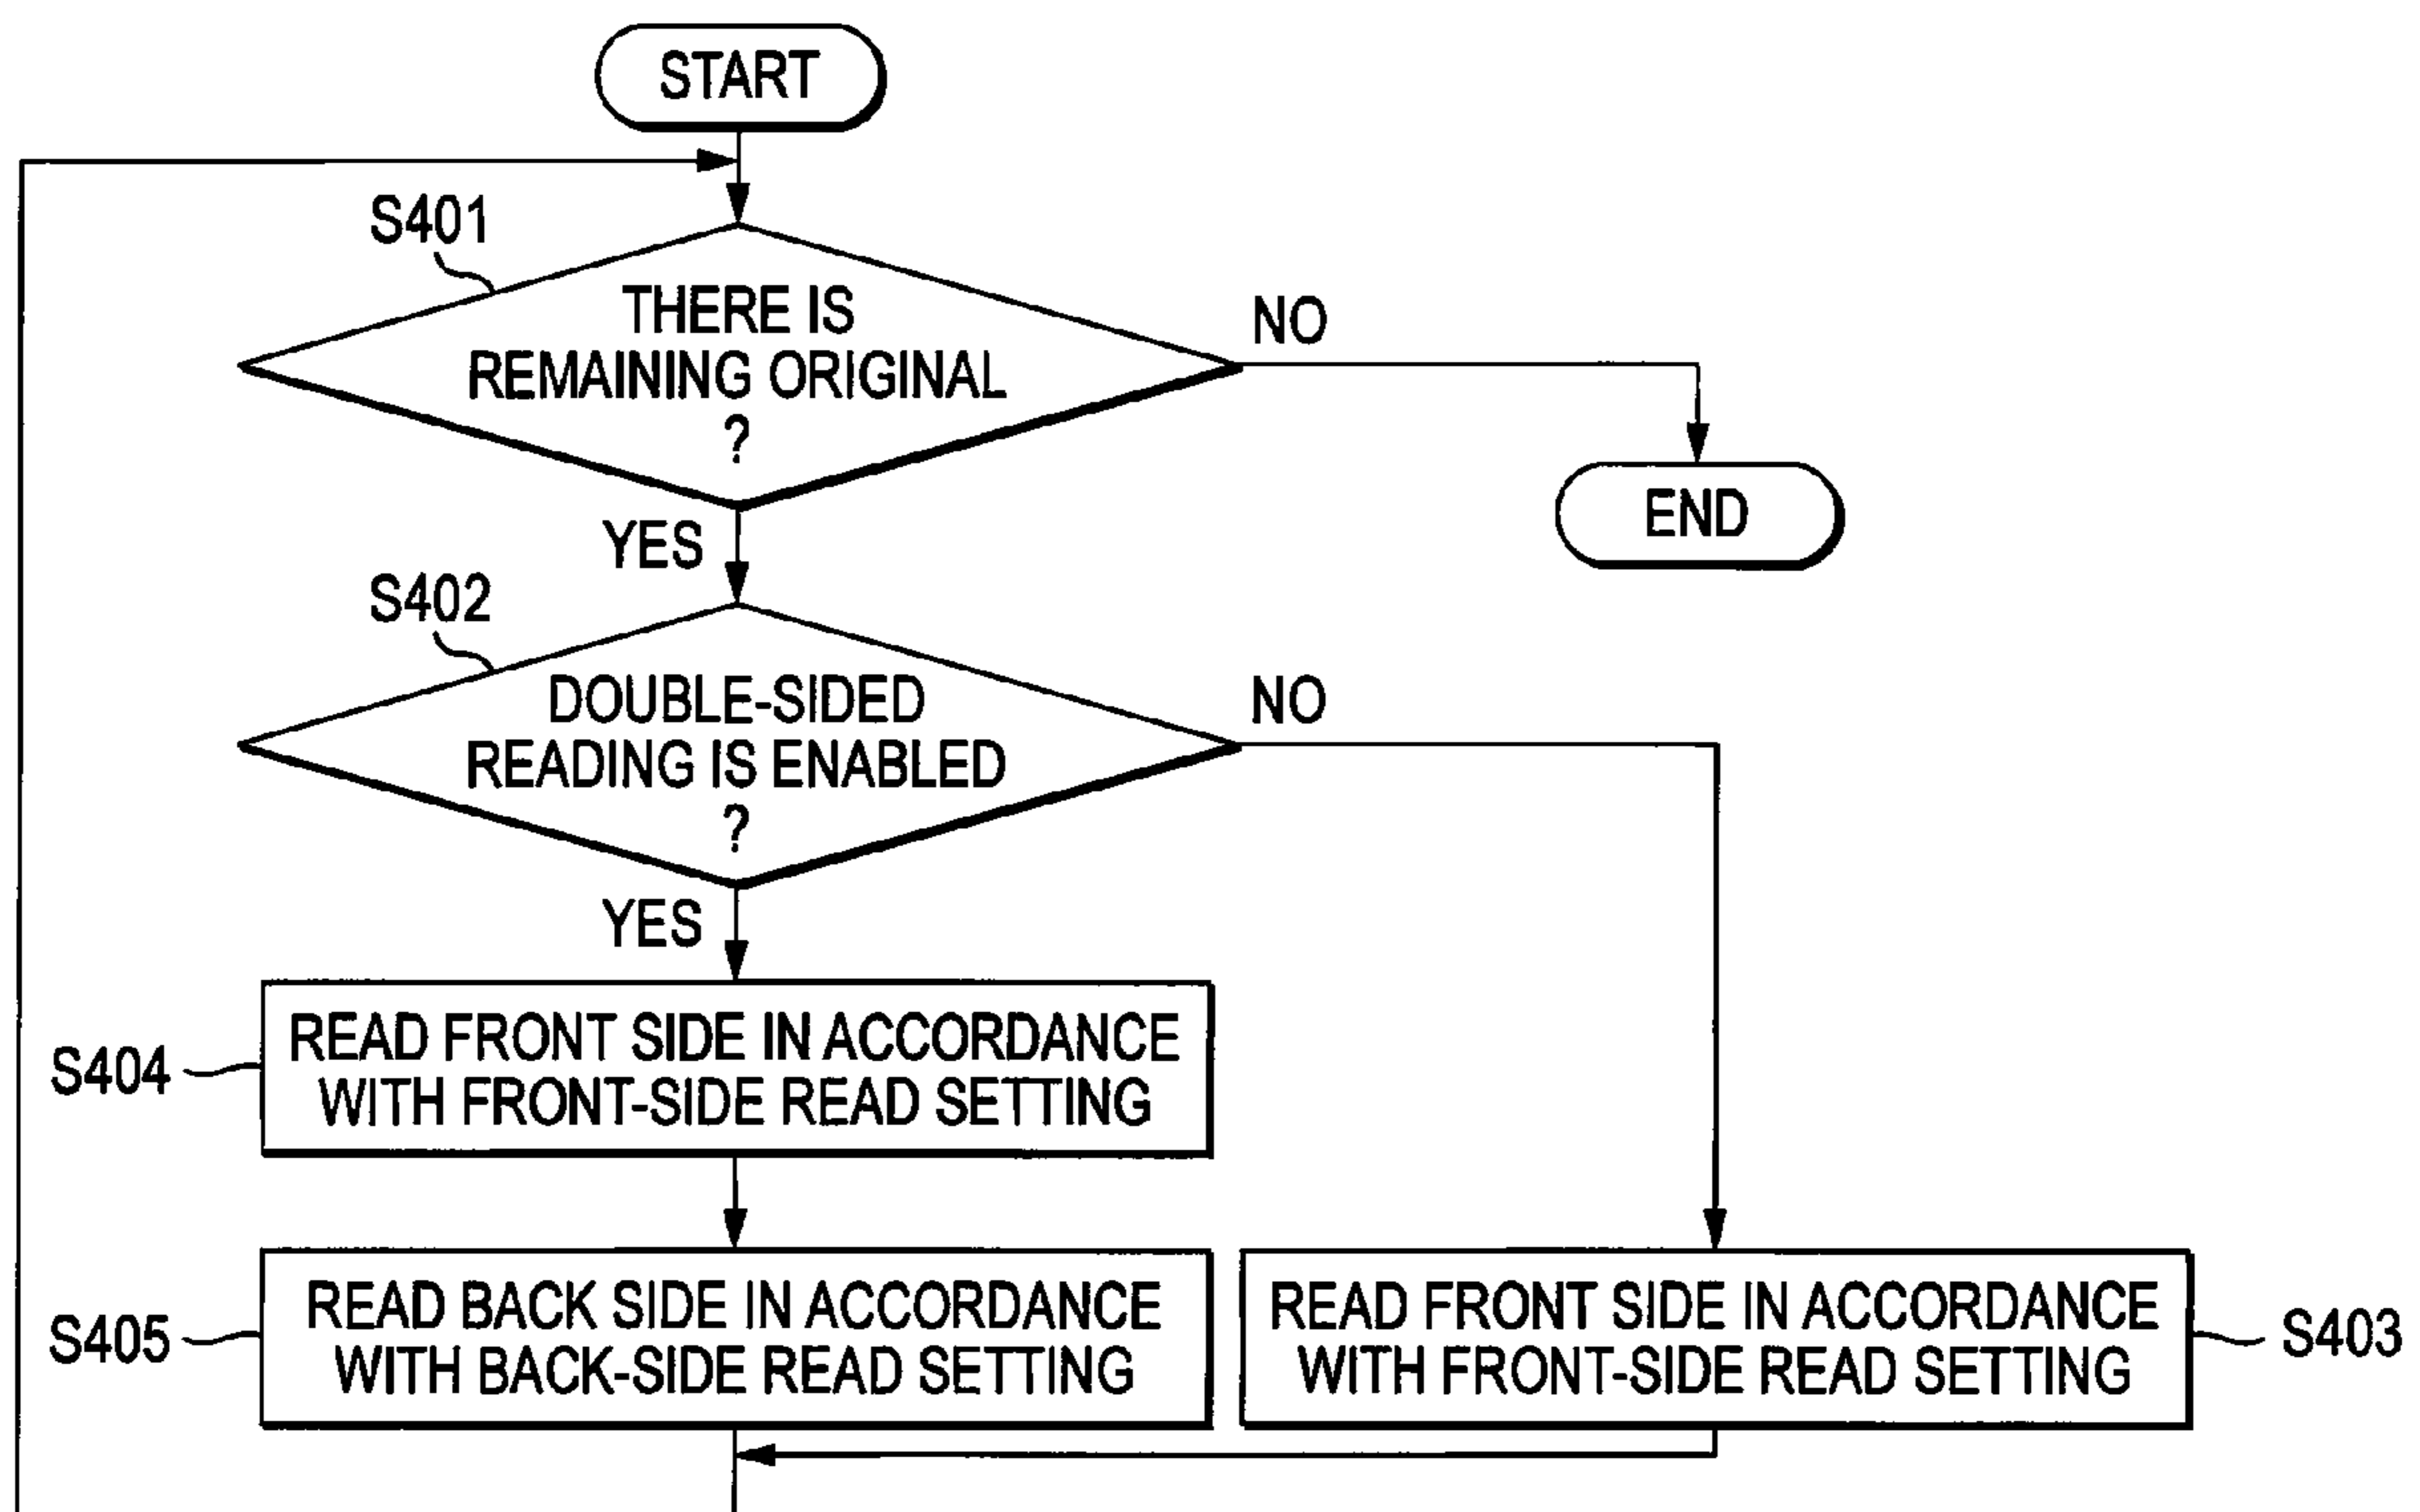 START
S401
THERE IS
REMAINING ORIGINAL
?
NO
END
YES
S402
DOUBLE-SIDED
READING IS ENABLED
?
NO
YES
S404
READ FRONT SIDE IN ACCORDANCE
WITH FRONT-SIDE READ SETTING
S405
READ BACK SIDE IN ACCORDANCE
WITH BACK-SIDE READ SETTING
READ FRONT SIDE IN ACCORDANCE
WITH FRONT-SIDE READ SETTING
S403